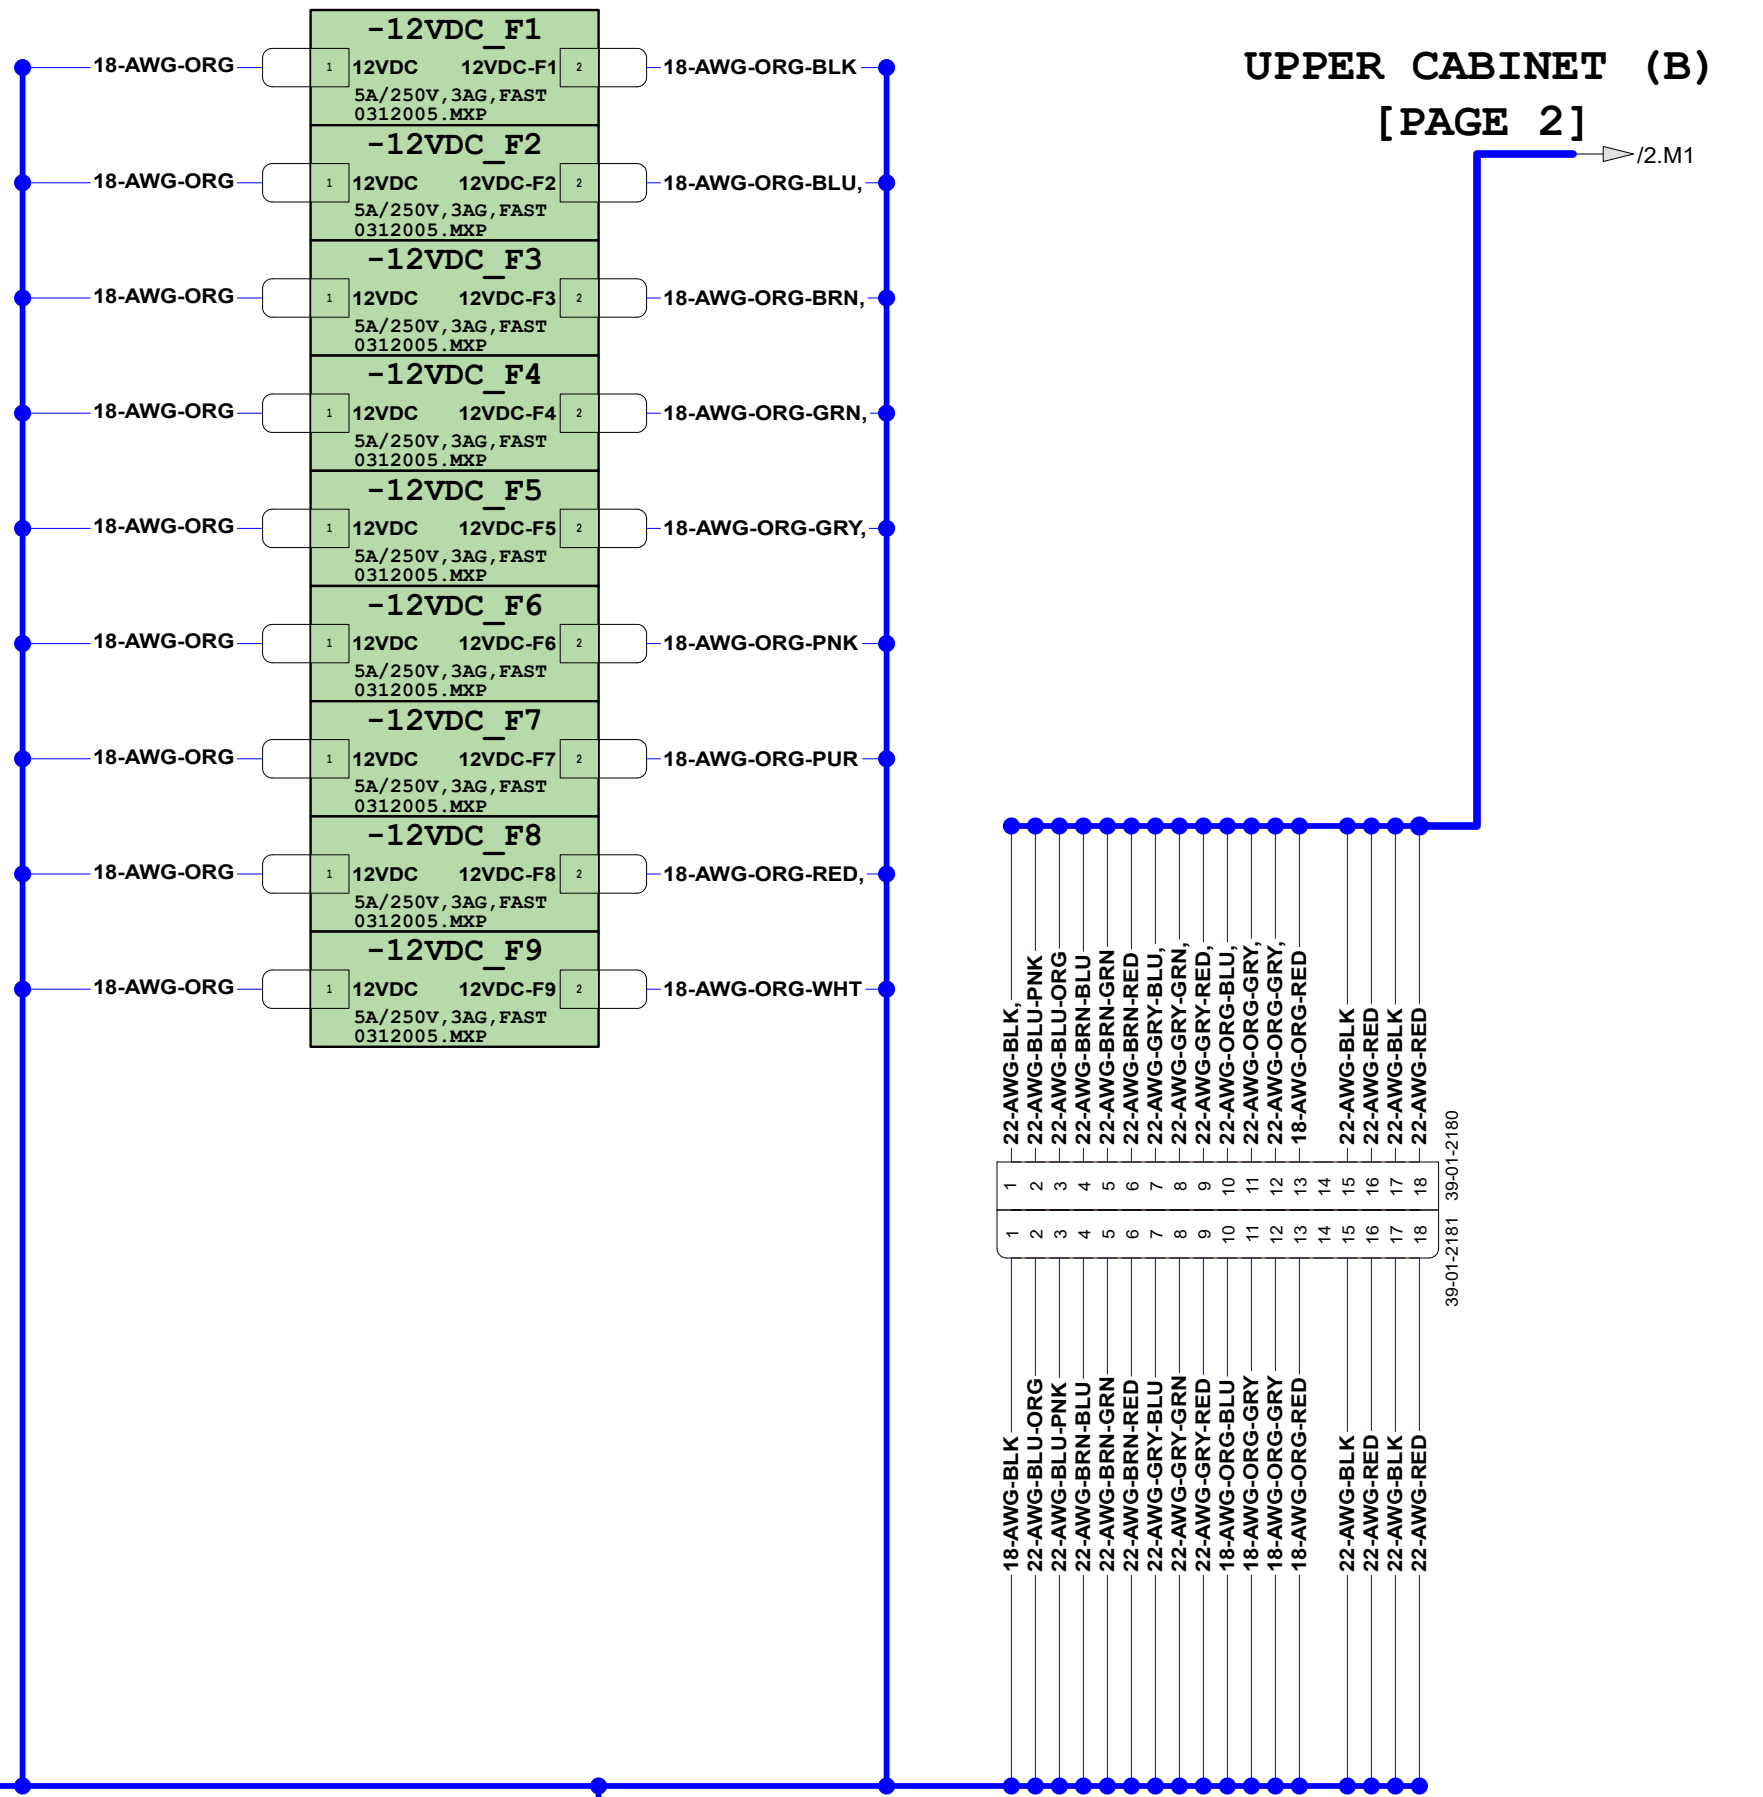 -12VDC_F1
18-AWG-ORG 1 12VDC 12VDC-F1 2 18-AWG-ORG-BLK
5A/250V,3AG,FAST
0312005.MXP
-12VDC_F2
18-AWG-ORG 1 12VDC 12VDC-F2 2 18-AWG-ORG-BLU,
5A/250V,3AG,FAST
0312005.MXP
-12VDC_F3
18-AWG-ORG 1 12VDC 12VDC-F3 2 18-AWG-ORG-BRN,
5A/250V,3AG,FAST
0312005.MXP
-12VDC_F4
18-AWG-ORG 1 12VDC 12VDC-F4 2 18-AWG-ORG-GRN,
5A/250V,3AG,FAST
0312005.MXP
-12VDC_F5
18-AWG-ORG 1 12VDC 12VDC-F5 2 18-AWG-ORG-GRY,
5A/250V,3AG,FAST
0312005.MXP
-12VDC_F6
18-AWG-ORG 1 12VDC 12VDC-F6 2 18-AWG-ORG-PNK
5A/250V,3AG,FAST
0312005.MXP
-12VDC_F7
18-AWG-ORG 1 12VDC 12VDC-F7 2 18-AWG-ORG-PUR
5A/250V,3AG,FAST
0312005.MXP
-12VDC_F8
18-AWG-ORG 1 12VDC 12VDC-F8 2 18-AWG-ORG-RED,
5A/250V,3AG,FAST
0312005.MXP
-12VDC_F9
18-AWG-ORG 1 12VDC 12VDC-F9 2 18-AWG-ORG-WHT
5A/250V,3AG,FAST
0312005.MXP
UPPER CABINET (B)
[PAGE 2]
/2.M1
22-AWG-BLK,
22-AWG-BLU-PNK
22-AWG-BLU-ORG
22-AWG-BRN-BLU
22-AWG-BRN-GRN
22-AWG-BRN-RED
22-AWG-GRY-BLU,
22-AWG-GRY-GRN,
22-AWG-GRY-RED,
22-AWG-ORG-BLU,
22-AWG-ORG-GRY,
22-AWG-ORG-GRY,
18-AWG-ORG-RED
22-AWG-BLK
22-AWG-RED
22-AWG-BLK
22-AWG-RED
1 2 3 4 5 6 7 8 9 10 11 12 13 14 15 16 17 18
39-01-2180
1 2 3 4 5 6 7 8 9 10 11 12 13 14 15 16 17 18
39-01-2181
18-AWG-BLK
22-AWG-BLU-ORG
22-AWG-BLU-PNK
22-AWG-BRN-BLU
22-AWG-BRN-GRN
22-AWG-BRN-RED
22-AWG-GRY-BLU
22-AWG-GRY-GRN
22-AWG-GRY-RED
18-AWG-ORG-BLU
18-AWG-ORG-GRY
18-AWG-ORG-GRY
18-AWG-ORG-RED
22-AWG-BLK
22-AWG-RED
22-AWG-BLK
22-AWG-RED